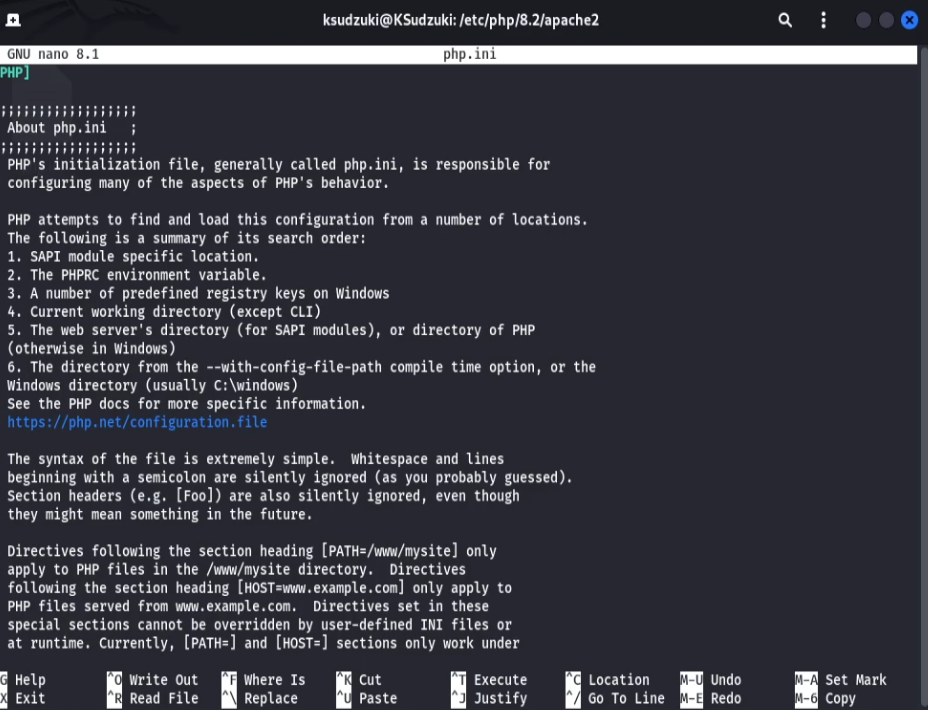 ksudzuki@KSudzuki: /etc/php/8.2/apache2
GNU nano 8.1 php.ini
PHP]
;;;;;;;;;;;;;;;;;;
About php.ini ;
;;;;;;;;;;;;;;;;;;
PHP's initialization file, generally called php.ini, is responsible for
configuring many of the aspects of PHP's behavior.
PHP attempts to find and load this configuration from a number of locations.
The following is a summary of its search order:
1. SAPI module specific location.
2. The PHPRC environment variable.
3. A number of predefined registry keys on Windows
4. Current working directory (except CLI)
5. The web server's directory (for SAPI modules), or directory of PHP
(otherwise in Windows)
6. The directory from the --with-config-file-path compile time option, or the
Windows directory (usually C:\windows)
See the PHP docs for more specific information.
https://php.net/configuration.file
The syntax of the file is extremely simple.  Whitespace and lines
beginning with a semicolon are silently ignored (as you probably guessed).
Section headers (e.g. [Foo]) are also silently ignored, even though
they might mean something in the future.
Directives following the section heading [PATH=/www/mysite] only
apply to PHP files in the /www/mysite directory.  Directives
following the section heading [HOST=www.example.com] only apply to
PHP files served from www.example.com.  Directives set in these
special sections cannot be overridden by user-defined INI files or
at runtime. Currently, [PATH=] and [HOST=] sections only work under
G Help ^O Write Out ^F Where Is ^K Cut ^T Execute ^C Location M-U Undo M-A Set Mark
X Exit ^R Read File ^\ Replace ^U Paste ^J Justify ^/ Go To Line M-E Redo M-6 Copy